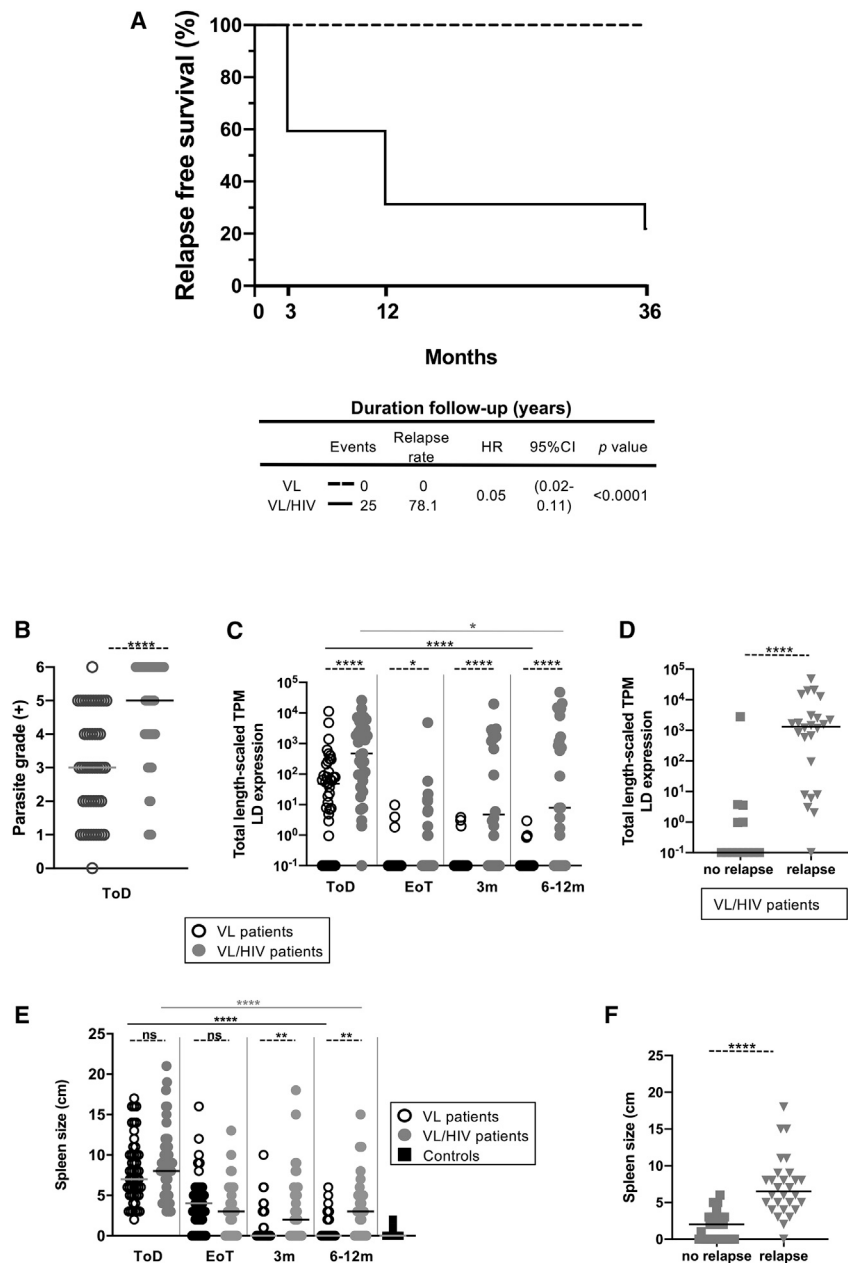 A
Relapse free survival (%)
100
80
60
40
20
0
0 3 12 36
Months
Duration follow-up (years)
Events Relapse rate HR 95%CI p value
VL 0 0 0.05 (0.02-0.11) <0.0001
VL/HIV 25 78.1
B
****
Parasite grade (+)
6
5
4
3
2
1
0
ToD
C
*
****
**** * **** ****
Total length-scaled TPM
LD expression
10^5
10^4
10^3
10^2
10^1
10^0
10^-1
ToD EoT 3m 6-12m
VL patients
VL/HIV patients
D
****
Total length-scaled TPM
LD expression
10^5
10^4
10^3
10^2
10^1
10^0
10^-1
no relapse relapse
VL/HIV patients
E
****
****
ns ns ** **
Spleen size (cm)
25
20
15
10
5
0
ToD EoT 3m 6-12m
VL patients
VL/HIV patients
Controls
F
****
Spleen size (cm
25
20
15
10
5
0
no relapse relapse